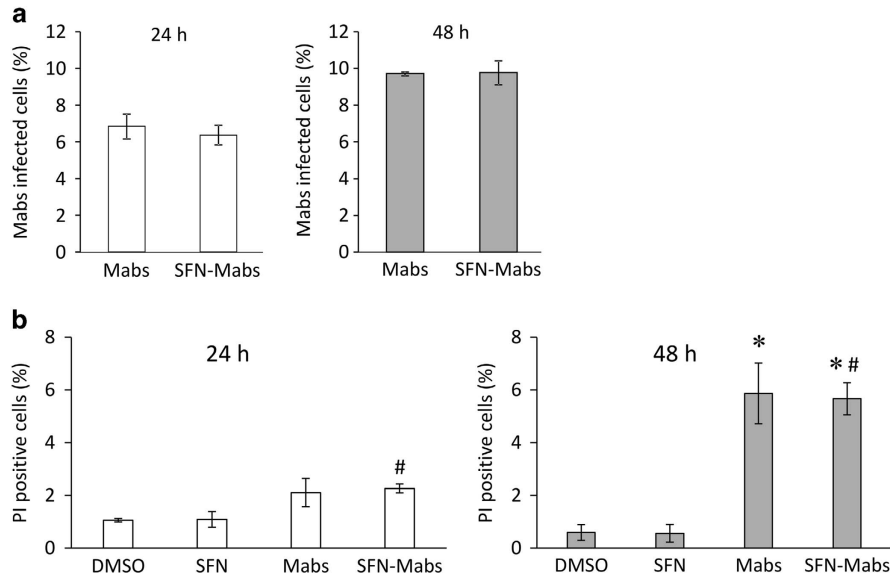 a
24 h
48 h
Mabs infected cells (%)
12
10
8
6
4
2
0
Mabs SFN-Mabs
Mabs infected cells (%)
12
10
8
6
4
2
0
Mabs SFN-Mabs
b
24 h
48 h
PI positive cells (%)
8
6
4
2
0
#
DMSO SFN Mabs SFN-Mabs
PI positive cells (%)
8
6
4
2
0
*
* #
DMSO SFN Mabs SFN-Mabs